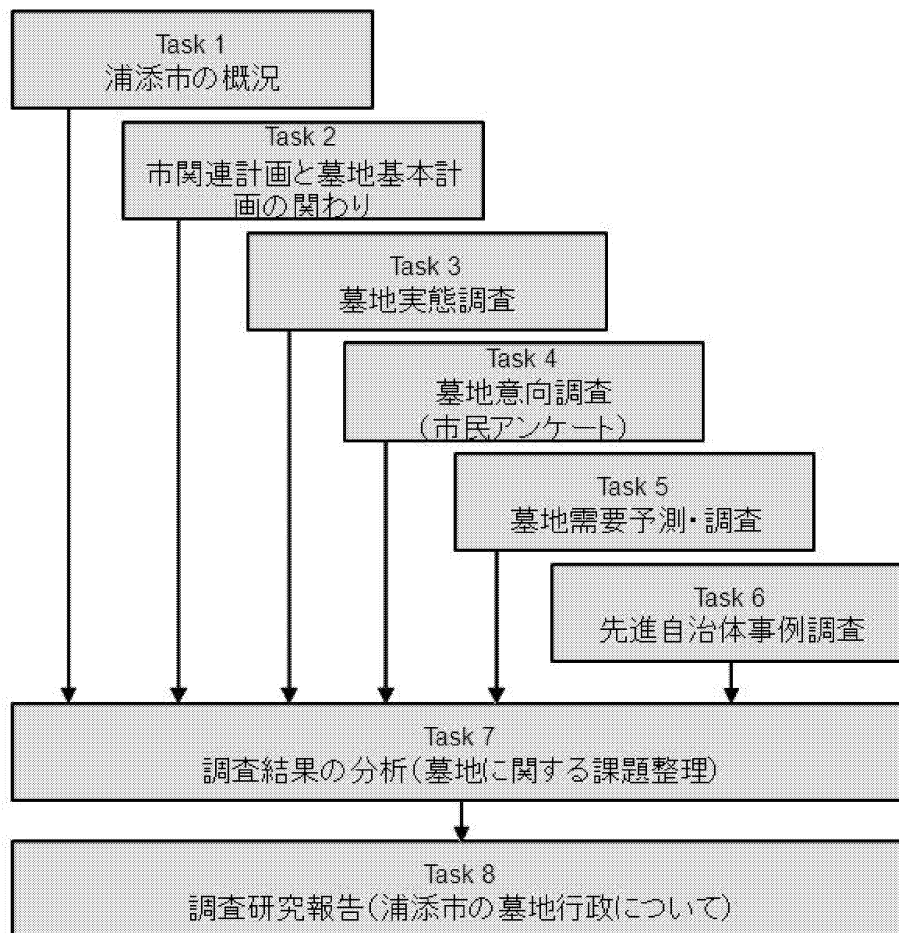 Task 1
浦添市の概況
Task 2
市関連計画と墓地基本計
画の関わり
Task 3
墓地実態調査
Task 4
墓地意向調査
(市民アンケート)
Task 5
墓地需要予測・調査
Task 6
先進自治体事例調査
Task 7
調査結果の分析(墓地に関する課題整理)
Task 8
調査研究報告(浦添市の墓地行政について)